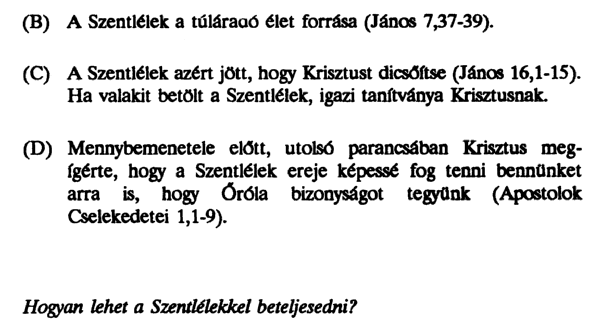 (B) A Szentlélek a túláradó élet forrása (János 7,37-39).
(C) A Szentlélek azért jött, hogy Krisztust dicsőítse (János 16,1-15).
Ha valakit betölt a Szentlélek, igazi tanítványa Krisztusnak.
(D) Mennybemenetele előtt, utolsó parancsában Krisztus meg-
ígérte, hogy a Szentlélek ereje képessé fog tenni bennünket
arra is, hogy Őróla bizonyságot tegyünk (Apostolok
Cselekedetei 1,1-9).
Hogyan lehet a Szentlélekkel beteljesedni?